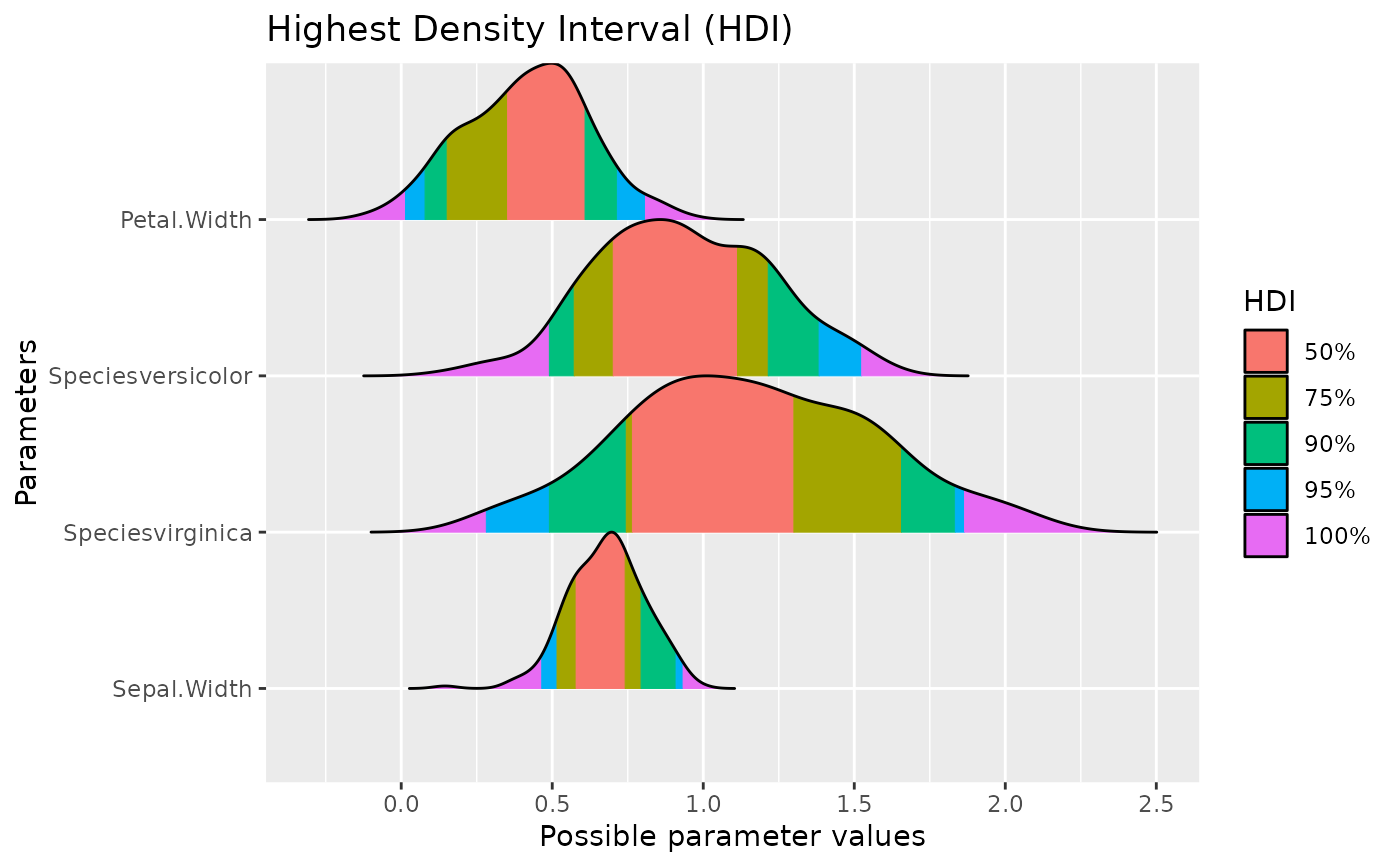 Highest Density Interval (HDI)
Parameters
Petal.Width
Speciesversicolor
Speciesvirginica
Sepal.Width
0.0 0.5 1.0 1.5 2.0 2.5
Possible parameter values
HDI
50%
75%
90%
95%
100%